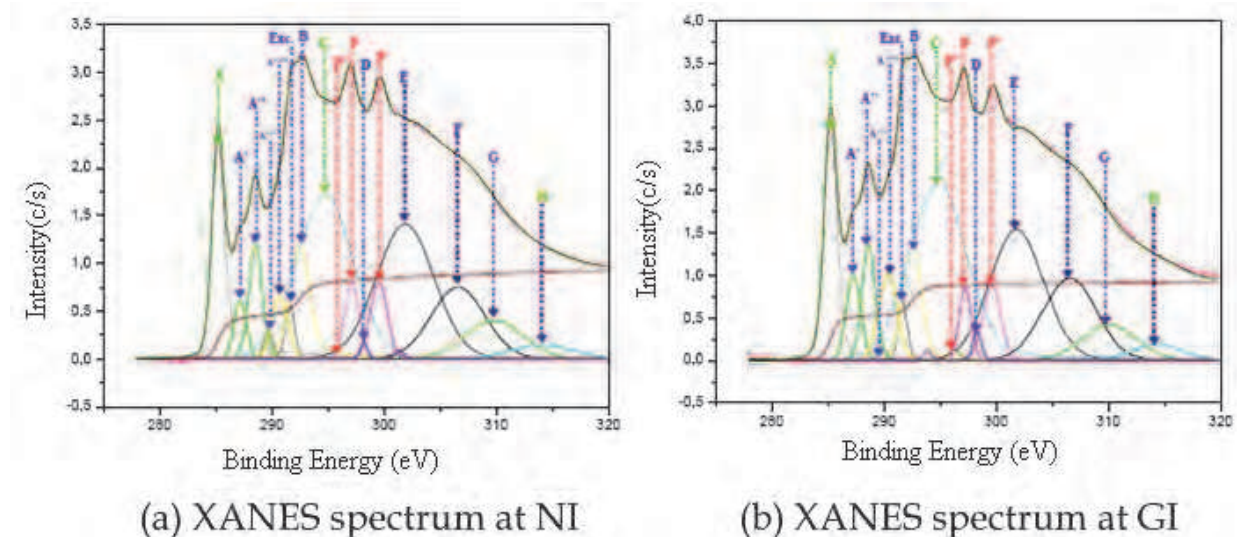 3,5
3,0
2,5
2,0
1,5
1,0
0,5
0,0
-0,5
Intensity(c/s)
280 290 300 310 320
Binding Energy (eV)
A
A'
A''
Exc
B
C
P
D
E
F
G
H
(a) XANES spectrum at NI
4,0
3,5
3,0
2,5
2,0
1,5
1,0
0,5
0,0
-0,5
Intensity(c/s)
280 290 300 310 320
Binding Energy (eV)
A
A'
A''
Exc
B
C
P
D
E
F
G
H
(b) XANES spectrum at GI